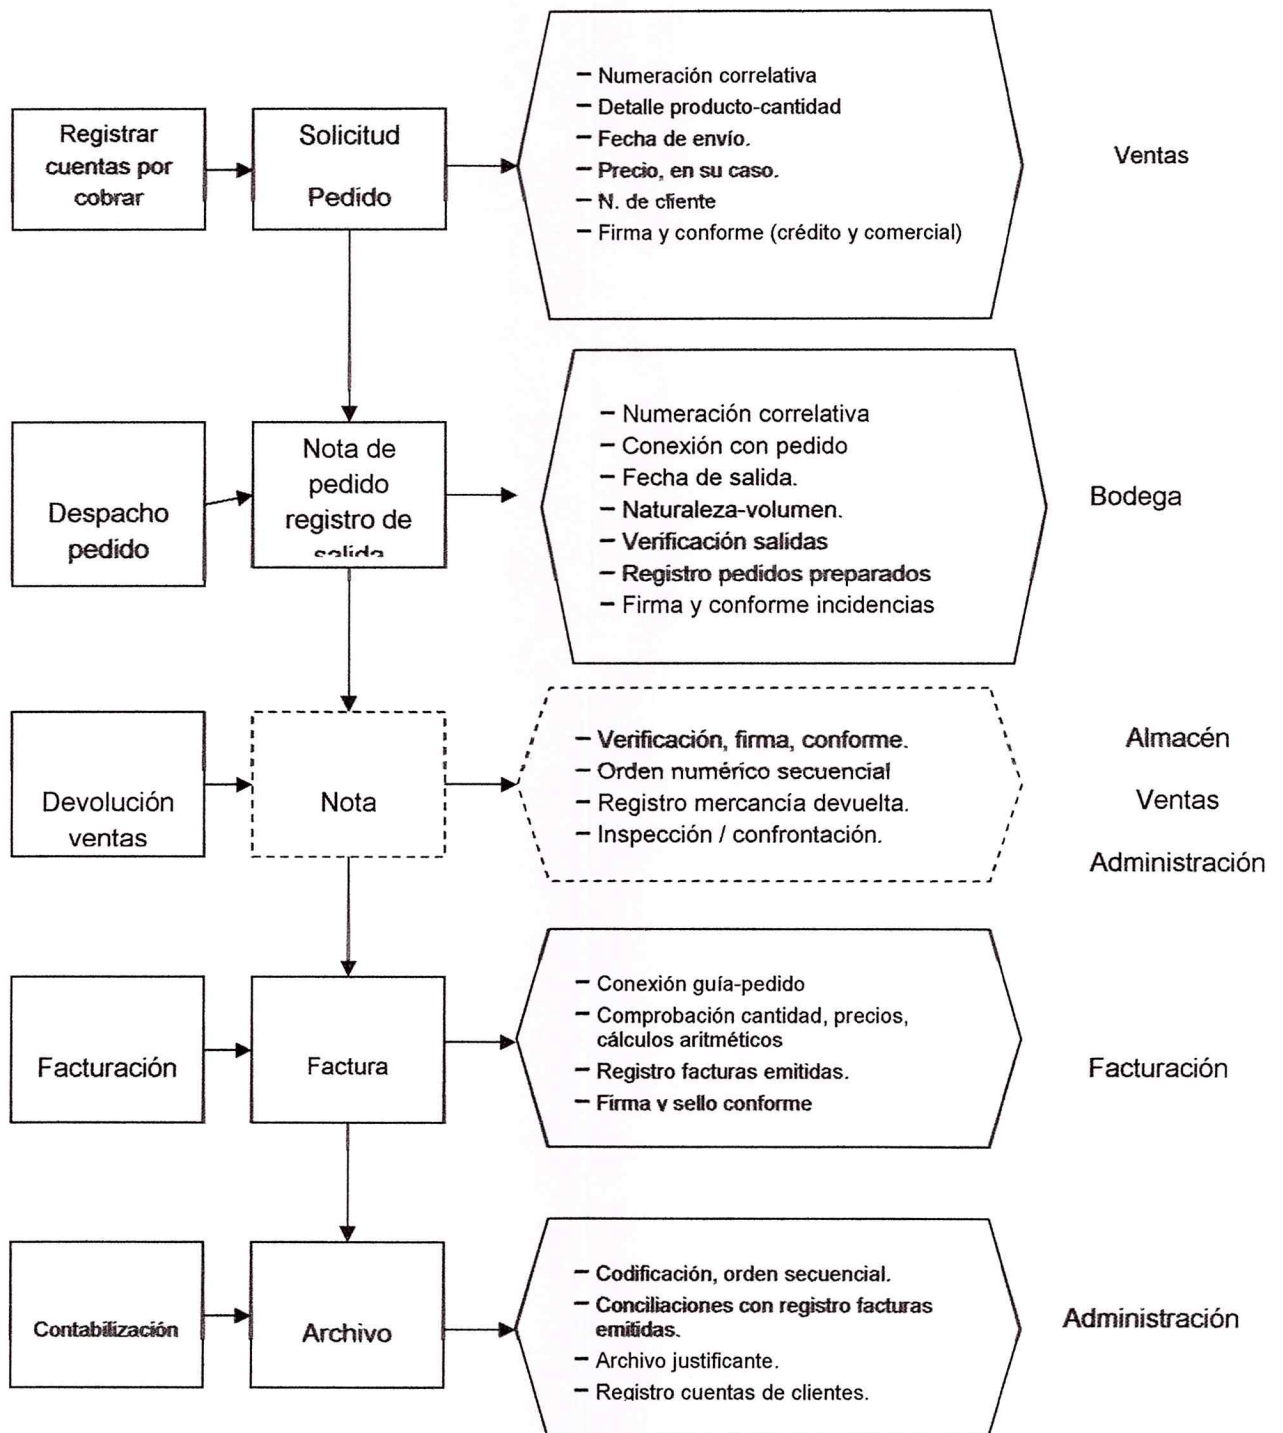 Registrar
cuentas por
cobrar
Solicitud
Pedido
– Numeración correlativa
– Detalle producto-cantidad
– Fecha de envío.
– Precio, en su caso.
– N. de cliente
– Firma y conforme (crédito y comercial)
Ventas
Despacho
pedido
Nota de
pedido
registro de
salida
– Numeración correlativa
– Conexión con pedido
– Fecha de salida.
– Naturaleza-volumen.
– Verificación salidas
– Registro pedidos preparados
– Firma y conforme incidencias
Bodega
Devolución
ventas
Nota
– Verificación, firma, conforme.
– Orden numérico secuencial
– Registro mercancía devuelta.
– Inspección / confrontación.
Almacén
Ventas
Administración
Facturación
Factura
– Conexión guía-pedido
– Comprobación cantidad, precios,
cálculos aritméticos
– Registro facturas emitidas.
– Firma y sello conforme
Facturación
Contabilización
Archivo
– Codificación, orden secuencial.
– Conciliaciones con registro facturas
emitidas.
– Archivo justificante.
– Registro cuentas de clientes.
Administración